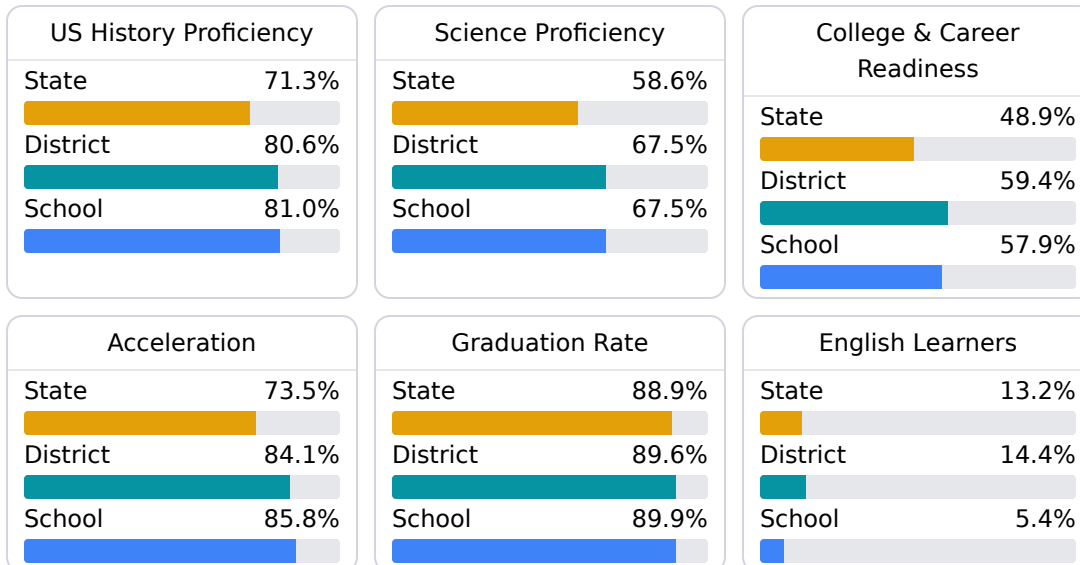 US History Proficiency
State 71.3%
District 80.6%
School 81.0%
Science Proficiency
State 58.6%
District 67.5%
School 67.5%
College & Career
Readiness
State 48.9%
District 59.4%
School 57.9%
Acceleration
State 73.5%
District 84.1%
School 85.8%
Graduation Rate
State 88.9%
District 89.6%
School 89.9%
English Learners
State 13.2%
District 14.4%
School 5.4%